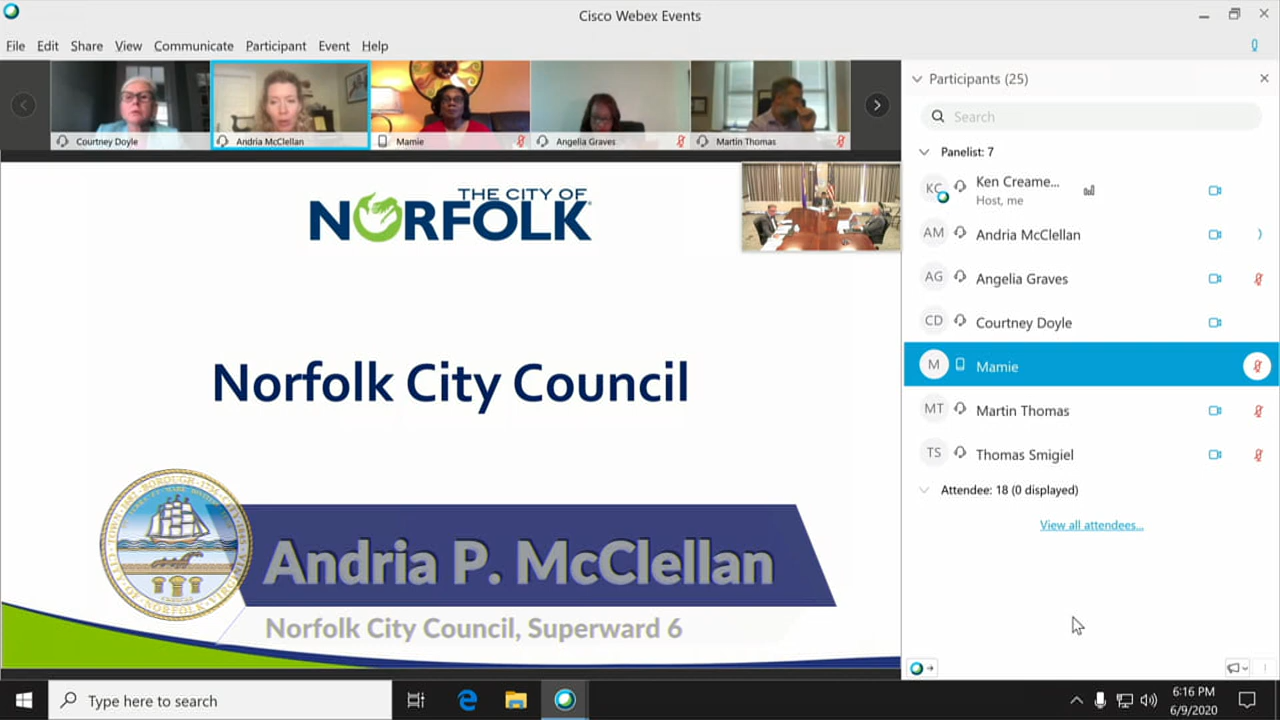 Cisco Webex Events
File Edit Share View Communicate Participant Event Help
Courtney Doyle
Andria McClellan
Mamie
Angelia Graves
Martin Thomas
THE CITY OF
NORFOLK
Norfolk City Council
Andria P. McClellan
Norfolk City Council, Superward 6
Participants (25)
Search
Panelist: 7
KC Ken Creame...
Host, me
AM Andria McClellan
AG Angelia Graves
CD Courtney Doyle
M Mamie
MT Martin Thomas
TS Thomas Smigiel
Attendee: 18 (0 displayed)
View all attendees...
Type here to search
6:16 PM
6/9/2020